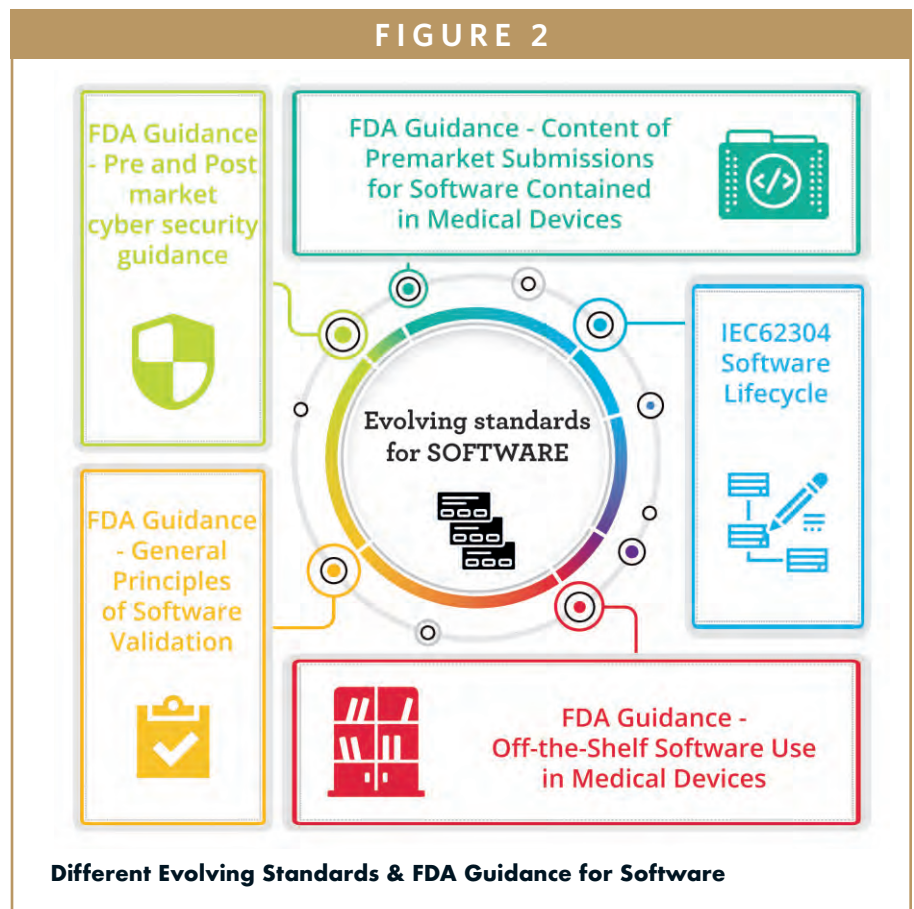 FIGURE 2
FDA Guidance
- Pre and Post
market
cyber security
guidance
FDA Guidance - Content of
Premarket Submissions
for Software Contained
in Medical Devices
</>
IEC62304
Software
Lifecycle
Evolving standards
for SOFTWARE
FDA Guidance
- General
Principles
of Software
Validation
FDA Guidance -
Off-the-Shelf Software Use
in Medical Devices
Different Evolving Standards & FDA Guidance for Software